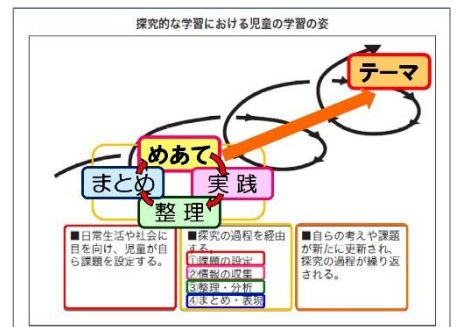 探究的な学習における児童の学習の姿
テーマ
めあて
まとめ
実践
整理
■日常生活や社会に
目を向け、児童が自
ら課題を設定する。
■探究の過程を経由
する。
①課題の設定
②情報の収集
③整理・分析
④まとめ・表現
■自らの考えや課題
が新たに更新され、
探究の過程が繰り返
される。